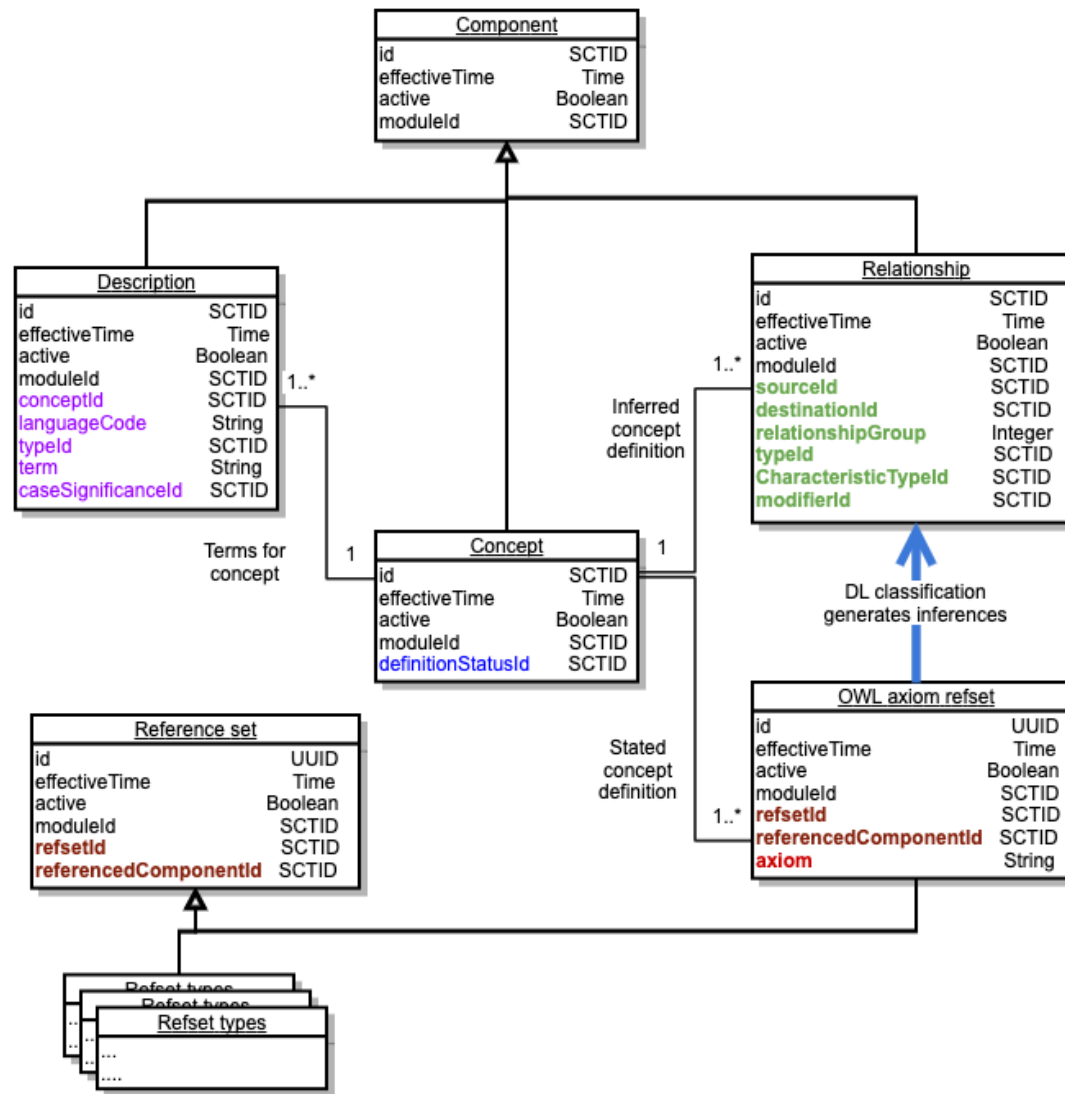 Component
id SCTID
effectiveTime Time
active Boolean
moduleId SCTID
Description
id SCTID
effectiveTime Time
active Boolean
moduleId SCTID
conceptId SCTID
languageCode String
typeId SCTID
term String
caseSignificanceId SCTID
1..*
Terms for
concept
1
Relationship
id SCTID
effectiveTime Time
active Boolean
moduleId SCTID
sourceId SCTID
destinationId SCTID
relationshipGroup Integer
typeId SCTID
CharacteristicTypeId SCTID
modifierId SCTID
1..*
Inferred
concept
definition
1
Concept
id SCTID
effectiveTime Time
active Boolean
moduleId SCTID
definitionStatusId SCTID
DL classification
generates inferences
OWL axiom refset
id UUID
effectiveTime Time
active Boolean
moduleId SCTID
refsetId SCTID
referencedComponentId SCTID
axiom String
Stated
concept
definition
1..*
Reference set
id UUID
effectiveTime Time
active Boolean
moduleId SCTID
refsetId SCTID
referencedComponentId SCTID
Refset types
Refset types
Refset types
...
....